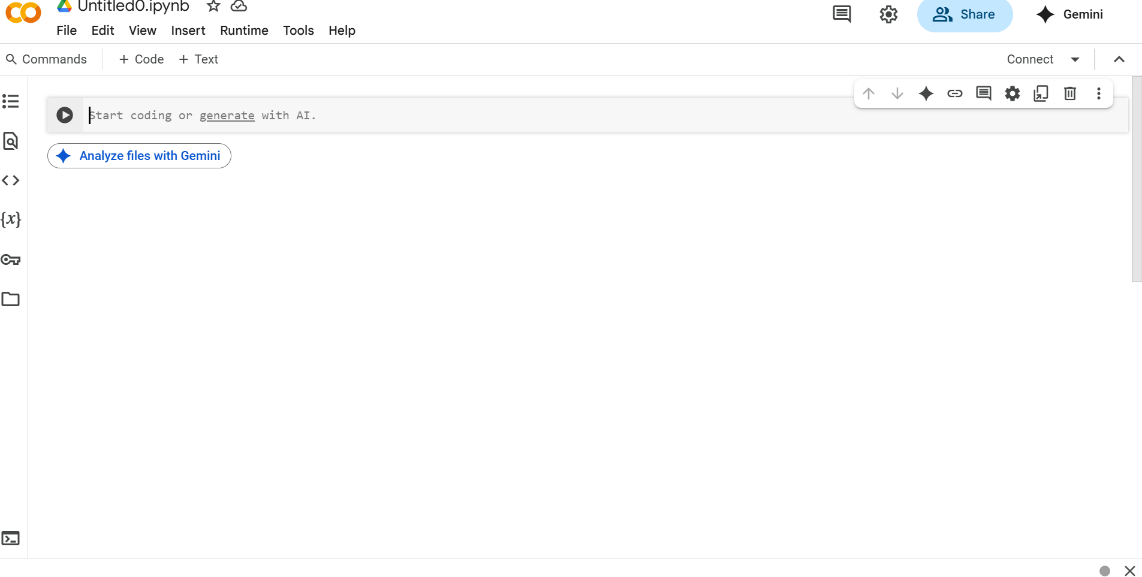 Untitled0.ipynb
File Edit View Insert Runtime Tools Help
Share
Gemini
Commands + Code + Text
Connect
{x}
Start coding or generate with AI.
Analyze files with Gemini